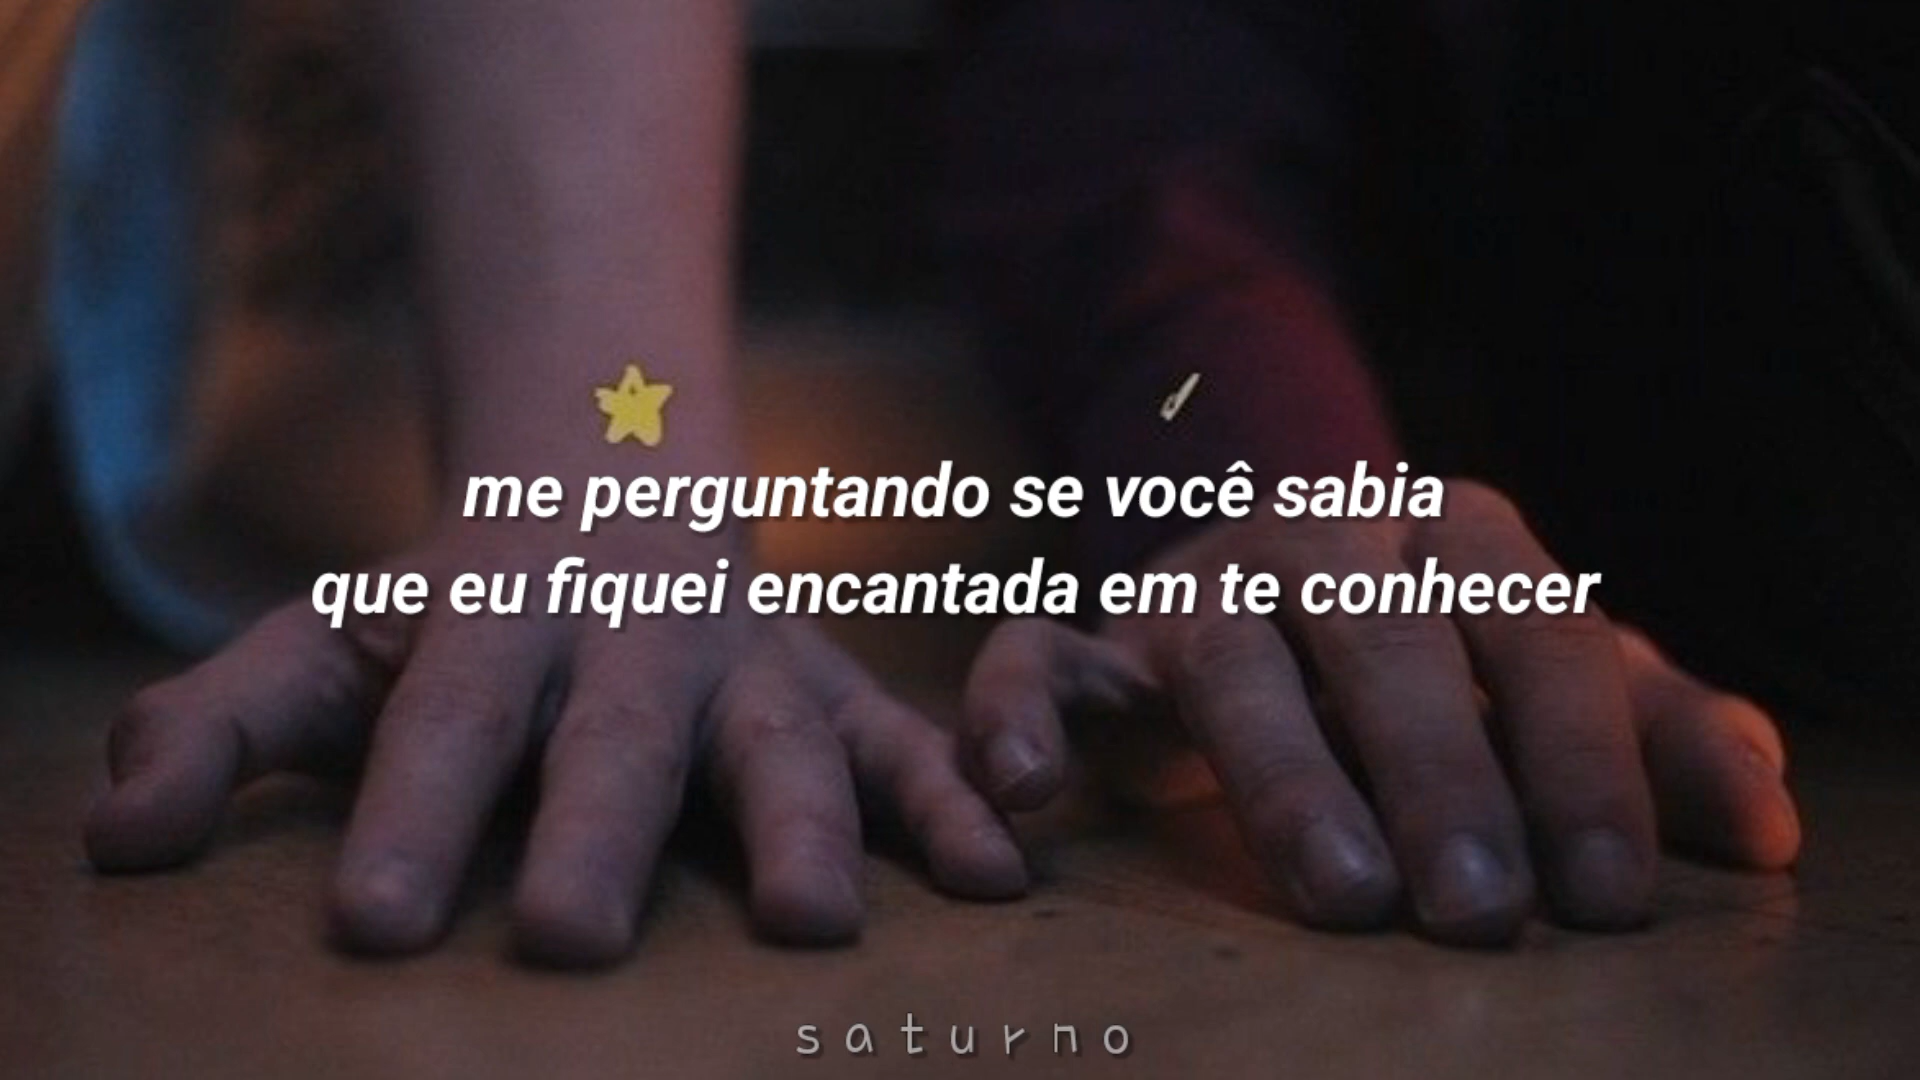 me perguntando se você sabia
que eu fiquei encantada em te conhecer
saturno